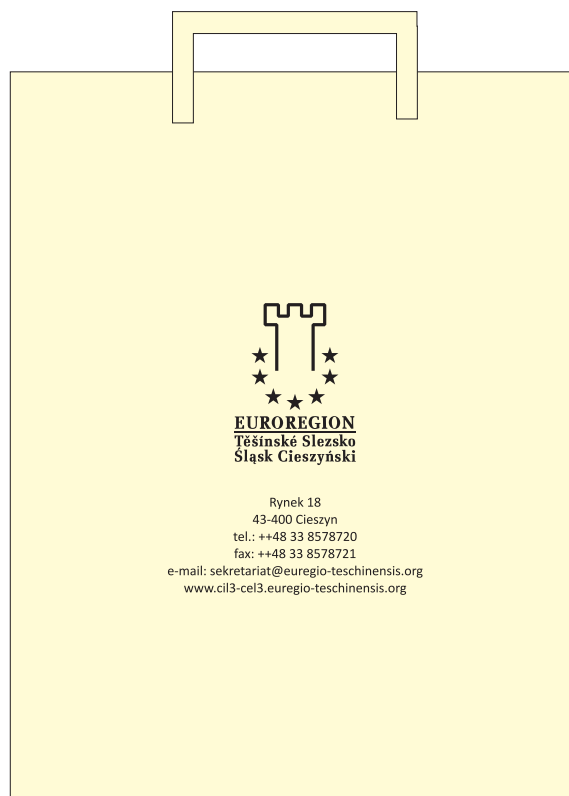 EUROREGION
Těšínské Slezsko
Śląsk Cieszyński
Rynek 18
43-400 Cieszyn
tel.: ++48 33 8578720
fax: ++48 33 8578721
e-mail: sekretariat@euregio-teschinensis.org
www.cil3-cel3.euregio-teschinensis.org